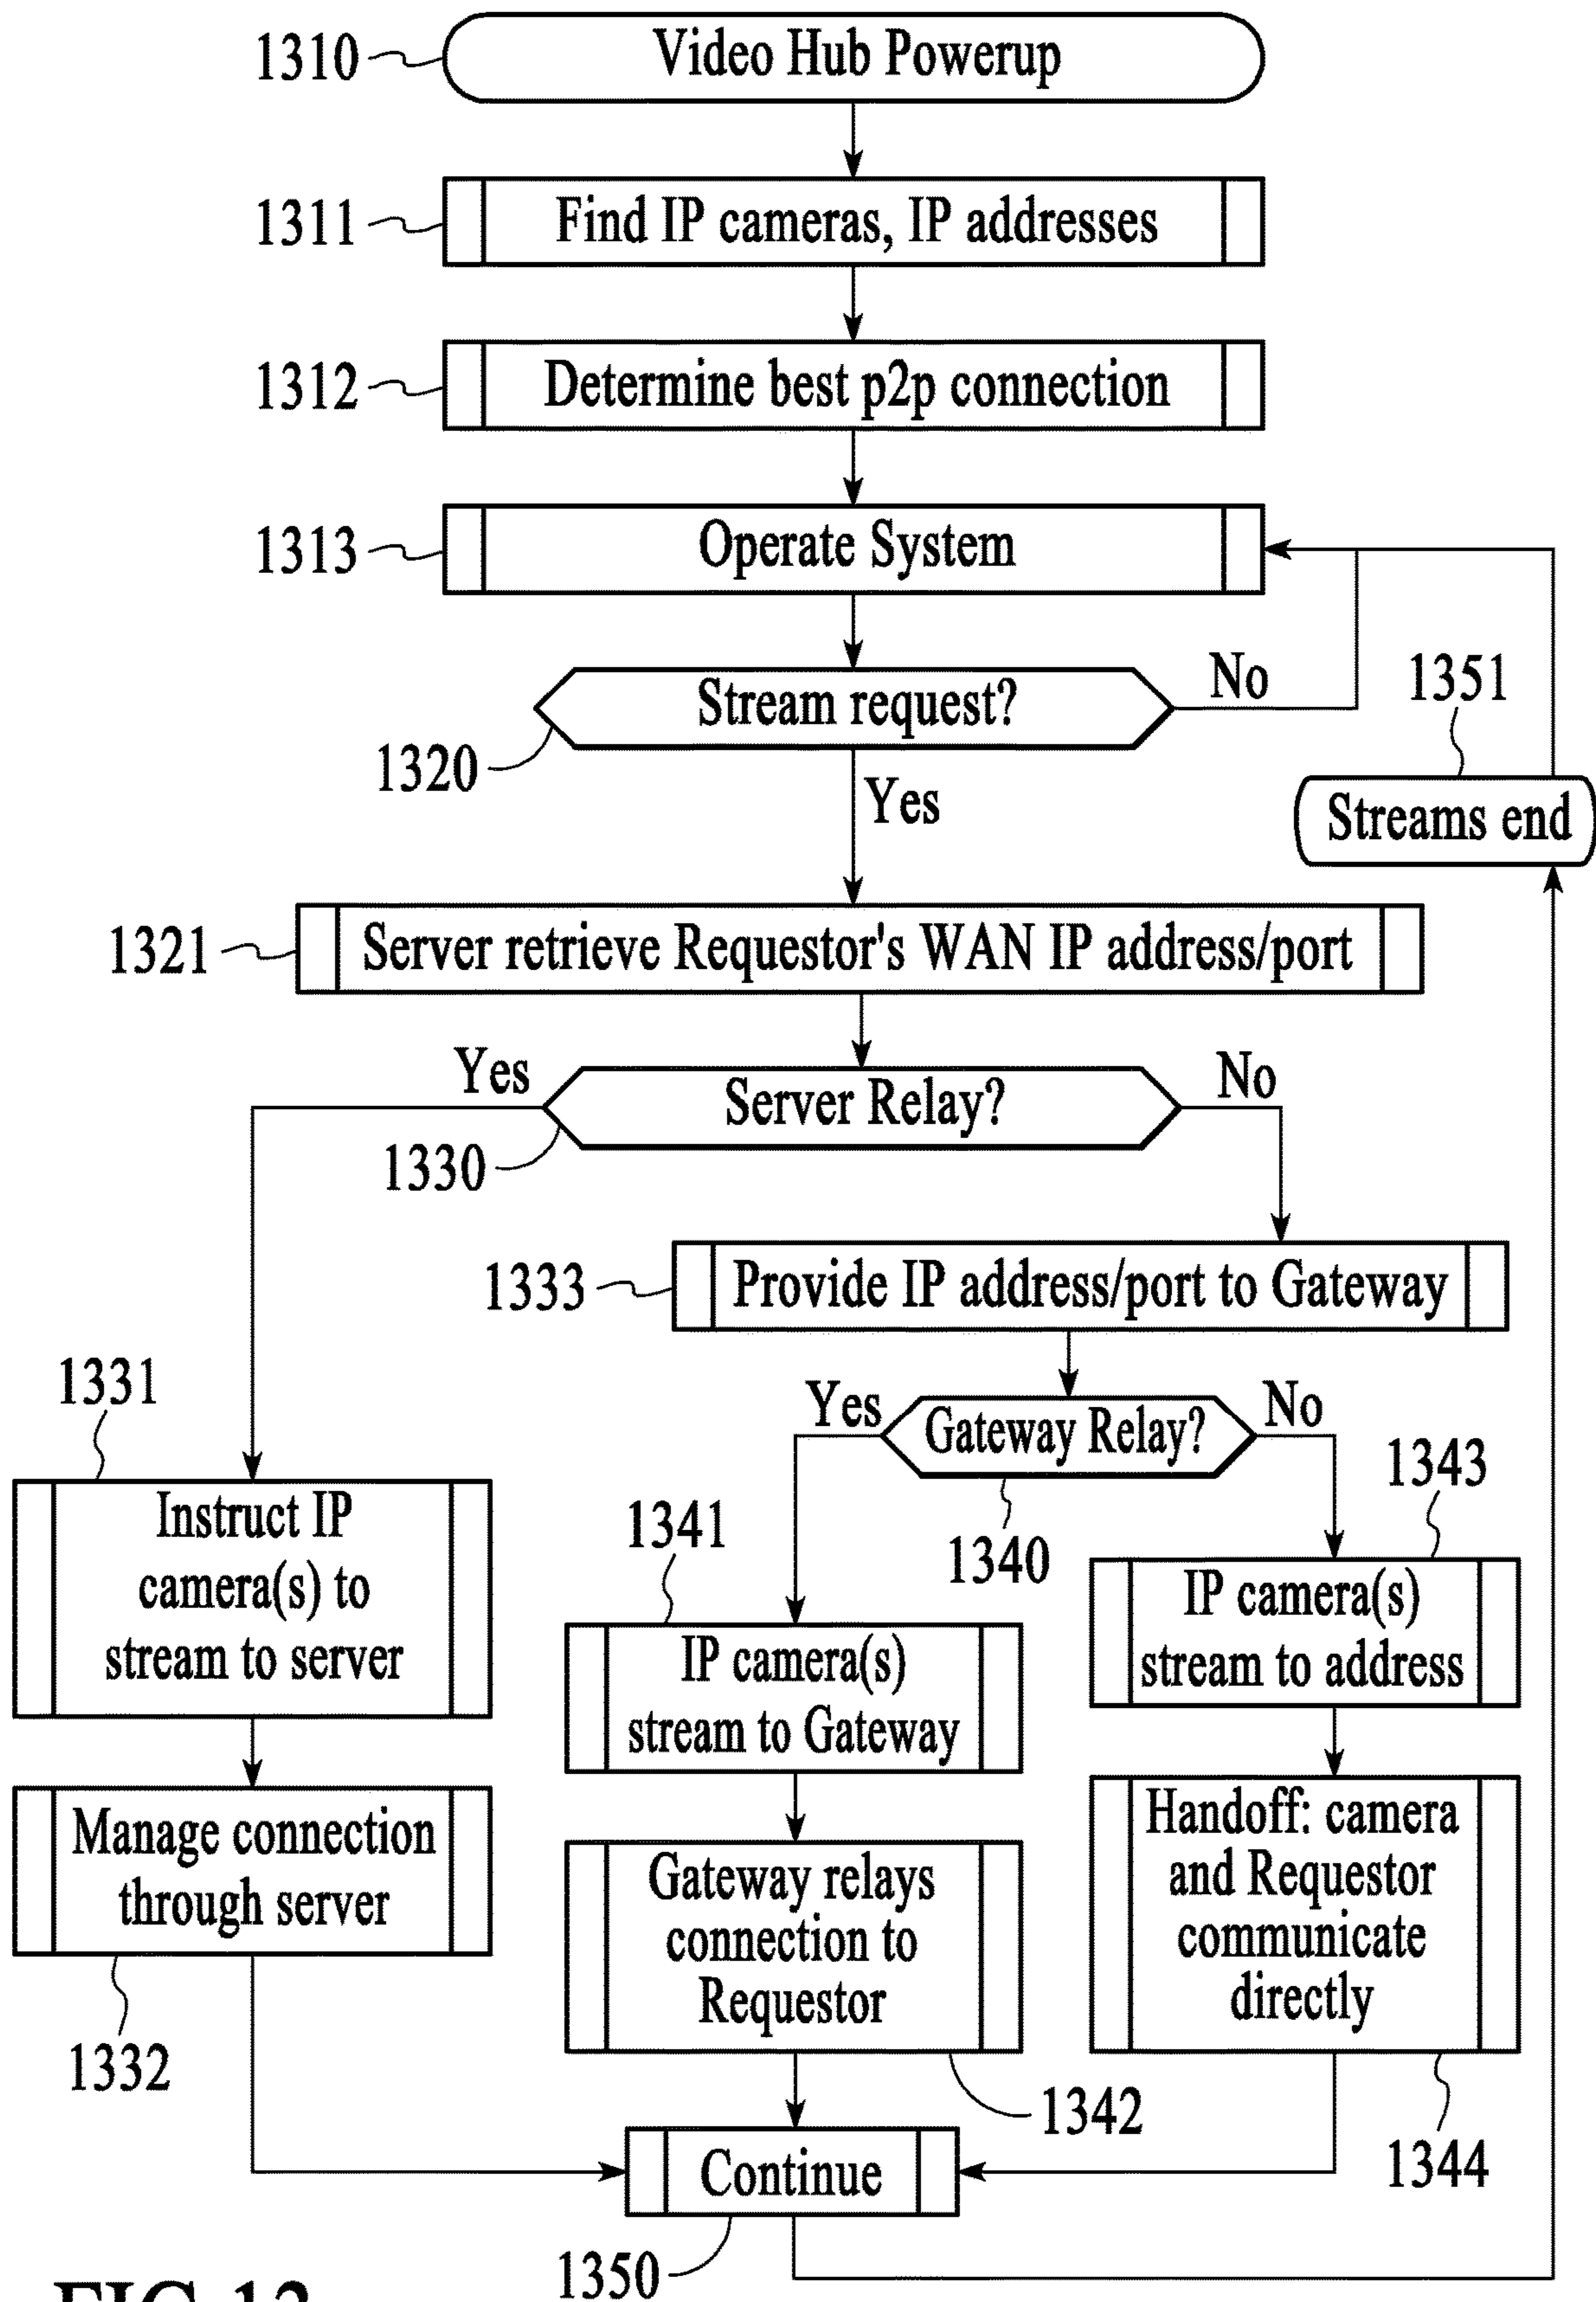 1310
Video Hub Powerup
1311
Find IP cameras, IP addresses
1312
Determine best p2p connection
1313
Operate System
Stream request?
No
1320
Yes
1351
Streams end
1321
Server retrieve Requestor's WAN IP address/port
Yes
Server Relay?
No
1330
1333
Provide IP address/port to Gateway
Yes
Gateway Relay?
No
1340
1331
Instruct IP
camera(s) to
stream to server
1341
IP camera(s)
stream to Gateway
1343
IP camera(s)
stream to address
Manage connection
through server
1332
Gateway relays
connection to
Requestor
1342
Handoff: camera
and Requestor
communicate
directly
1344
Continue
1350